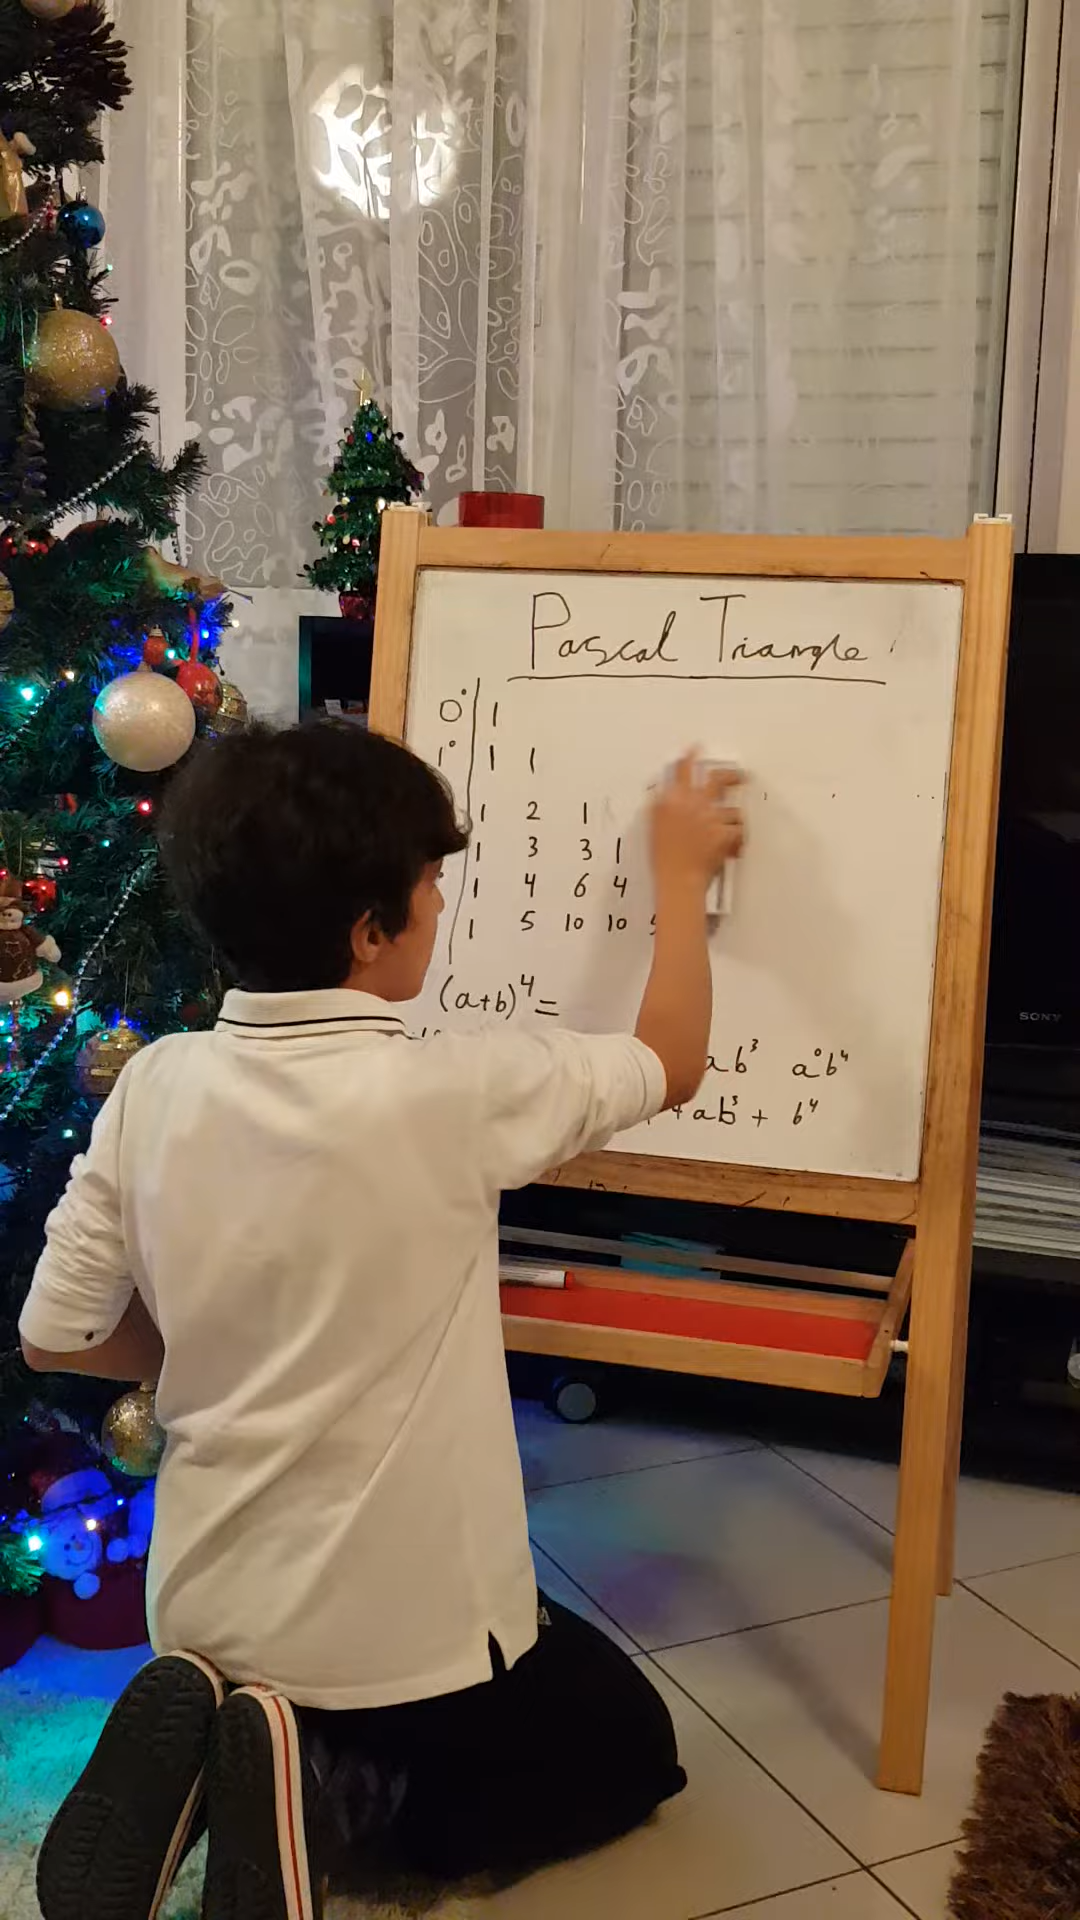 Pascal Triangle
0° 1
1° 1 1
1 2 1
1 3 3 1
1 4 6 4
1 5 10 10
(a+b)⁴=
ab³ a⁰b⁴
4ab³ + b⁴
SONY